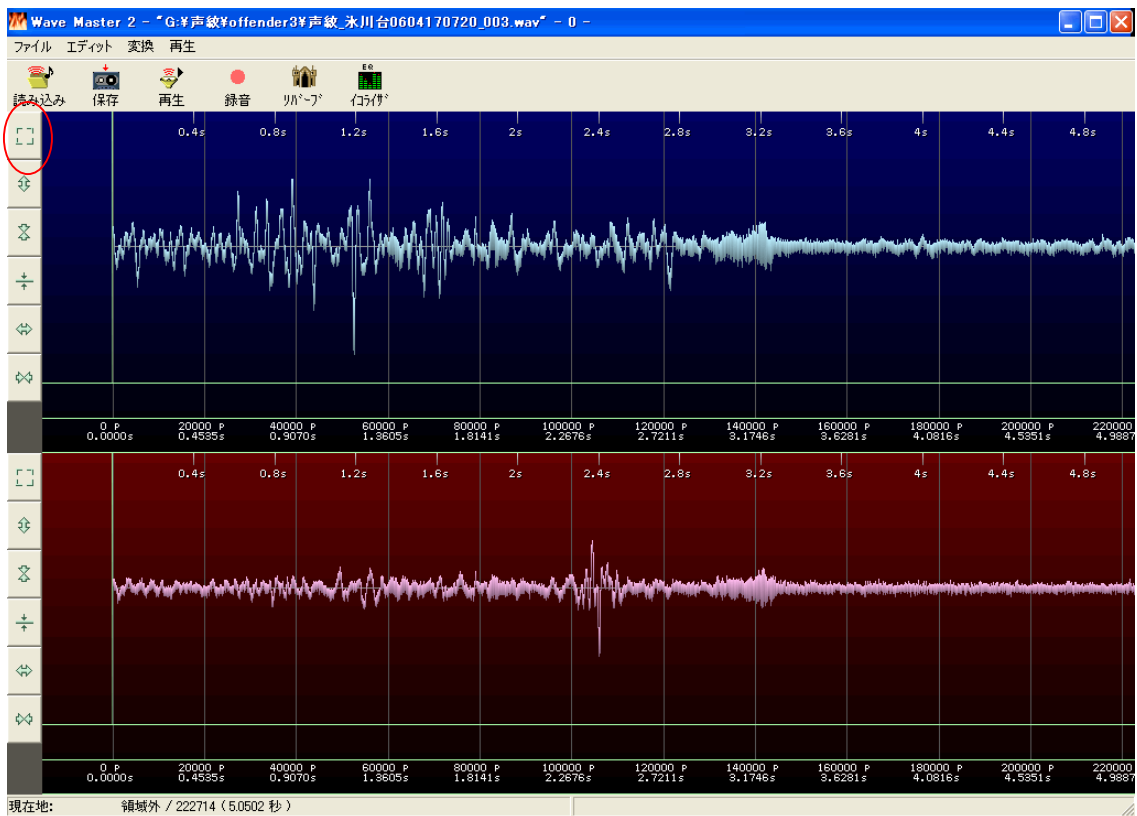 Wave Master 2 - "G:¥声紋¥offender3¥声紋_氷川台0604170720_003.wav" - 0 -
ファイル エディット 変換 再生
EQ
読み込み 保存 再生 録音 ﾘﾊﾞｰﾌﾞ ｲｺﾗｲｻﾞ
0.4s 0.8s 1.2s 1.6s 2s 2.4s 2.8s 3.2s 3.6s 4s 4.4s 4.8s
0 P 20000 P 40000 P 60000 P 80000 P 100000 P 120000 P 140000 P 160000 P 180000 P 200000 P 220000
0.0000s 0.4535s 0.9070s 1.3605s 1.8141s 2.2676s 2.7211s 3.1746s 3.6281s 4.0816s 4.5351s 4.9887
0.4s 0.8s 1.2s 1.6s 2s 2.4s 2.8s 3.2s 3.6s 4s 4.4s 4.8s
0 P 20000 P 40000 P 60000 P 80000 P 100000 P 120000 P 140000 P 160000 P 180000 P 200000 P 220000
0.0000s 0.4535s 0.9070s 1.3605s 1.8141s 2.2676s 2.7211s 3.1746s 3.6281s 4.0816s 4.5351s 4.9887
現在地: 領域外 / 222714 ( 5.0502 秒 )